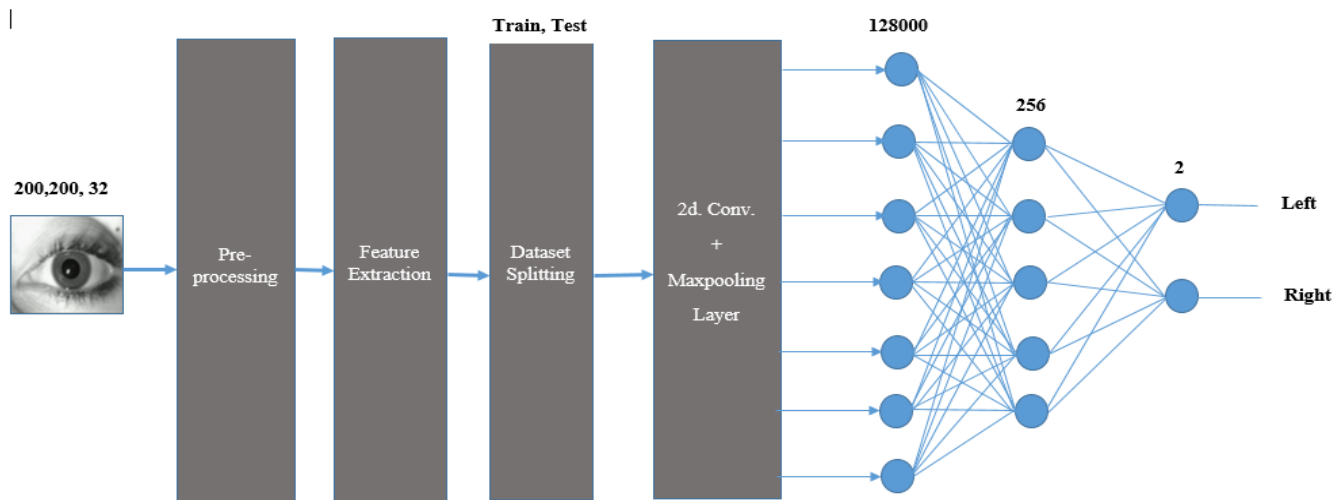 Train, Test
128000
256
2
200,200, 32
Pre-
processing
Feature
Extraction
Dataset
Splitting
2d. Conv.
+
Maxpooling
Layer
Left
Right